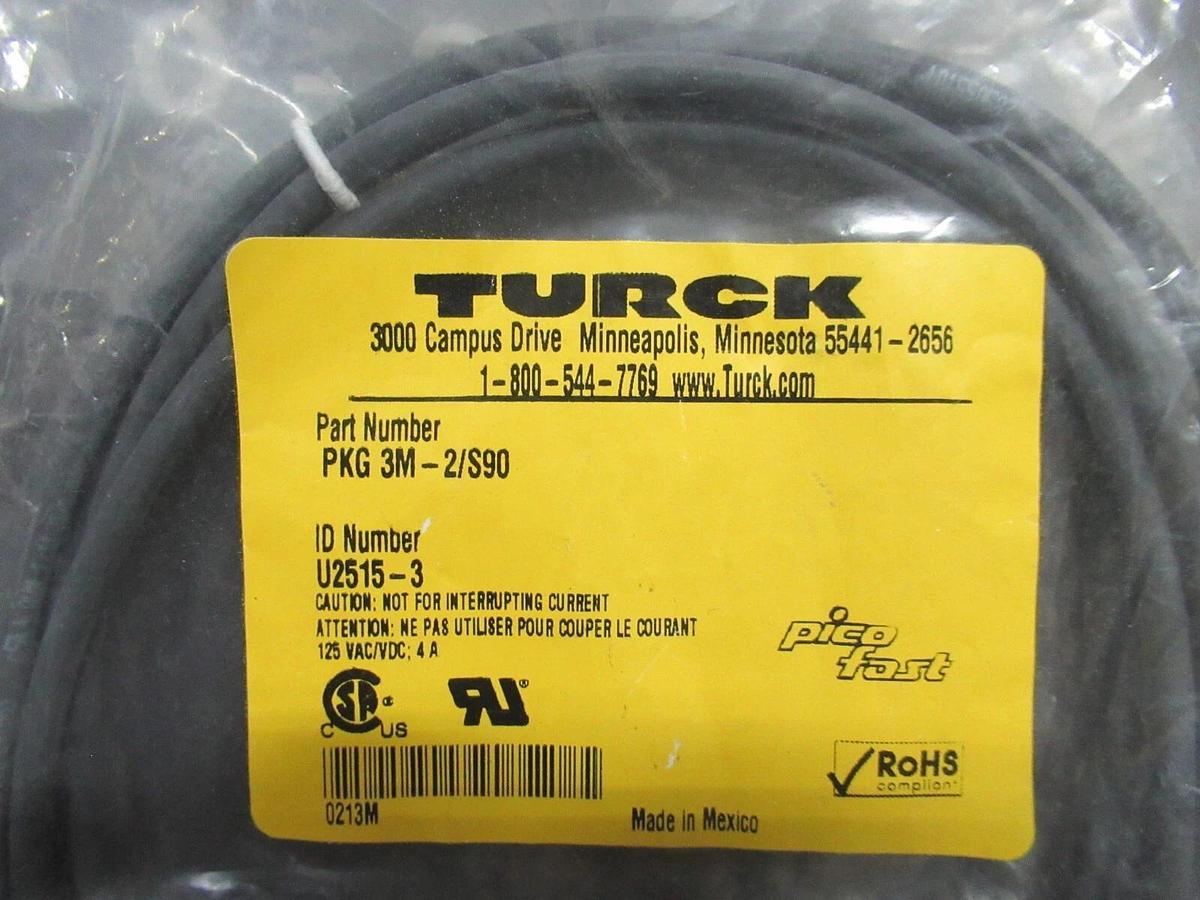 TURCK
3000 Campus Drive Minneapolis, Minnesota 55441-2656
1-800-544-7769 www.Turck.com
Part Number
PKG 3M-2/S90
ID Number
U2515-3
CAUTION: NOT FOR INTERRUPTING CURRENT
ATTENTION: NE PAS UTILISER POUR COUPER LE COURANT
125 VAC/VDC; 4 A
pico
fast
C US
RoHS
compliant
0213M
Made in Mexico